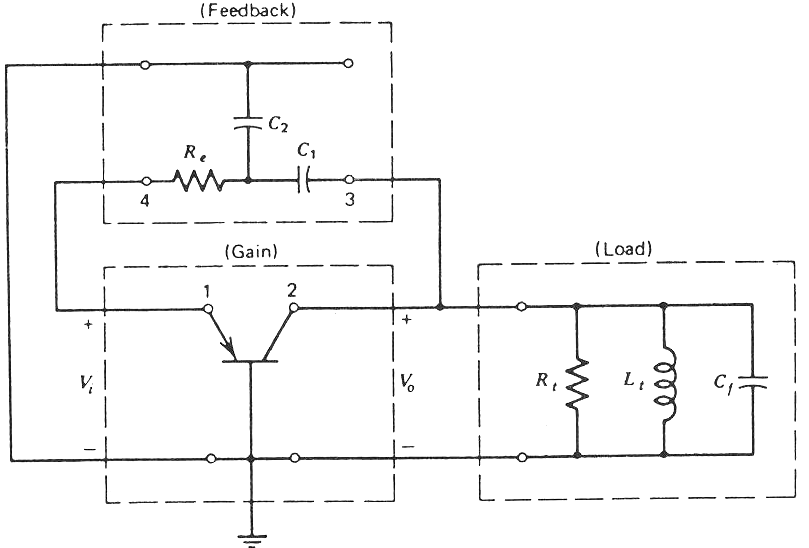 (Feedback)
C2
Re
C1
4
3
(Gain)
(Load)
1
2
+
+
Vi
Vo
Rt
Lt
Cf
−
−